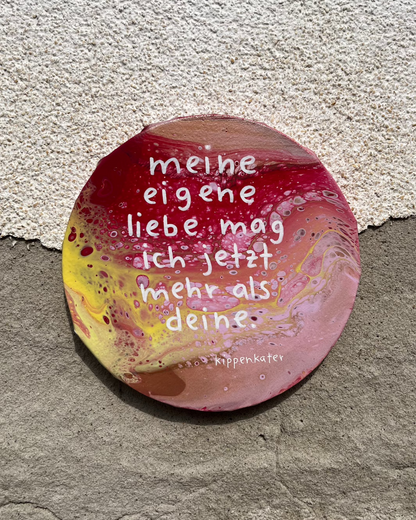 meine
eigene
liebe mag
ich jetzt
mehr als
deine.
kippenkater